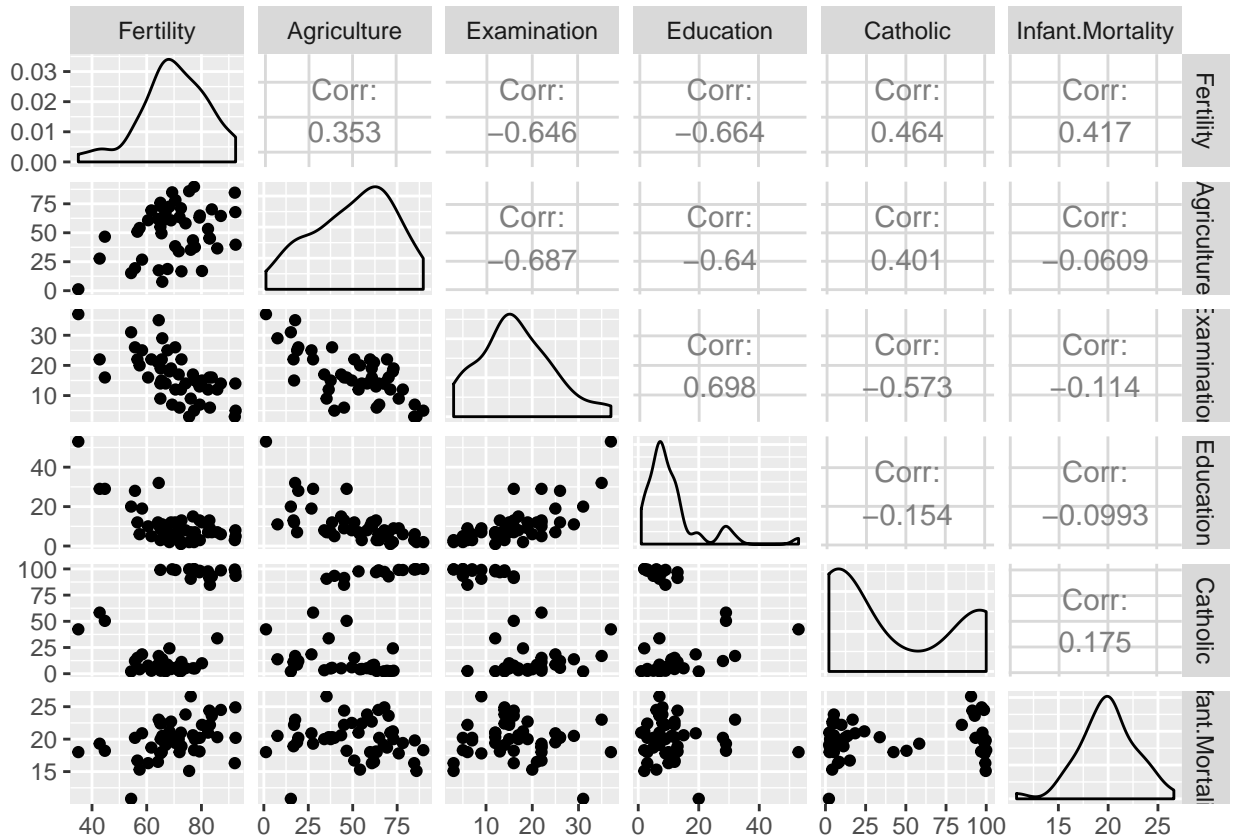 Fertility Agriculture Examination Education Catholic Infant.Mortality
0.03
0.02
0.01
0.00
Corr:
0.353
Corr:
−0.646
Corr:
−0.664
Corr:
0.464
Corr:
0.417
Fertility
75
50
25
0
Corr:
−0.687
Corr:
−0.64
Corr:
0.401
Corr:
−0.0609
Agriculture
30
20
10
Corr:
0.698
Corr:
−0.573
Corr:
−0.114
Examination
40
20
0
Corr:
−0.154
Corr:
−0.0993
Education
100
75
50
25
0
Corr:
0.175
Catholic
25
20
15
fant.Mortali
40 60 80 0 25 50 75 10 20 30 0 20 40 0 25 50 75 100 15 20 25